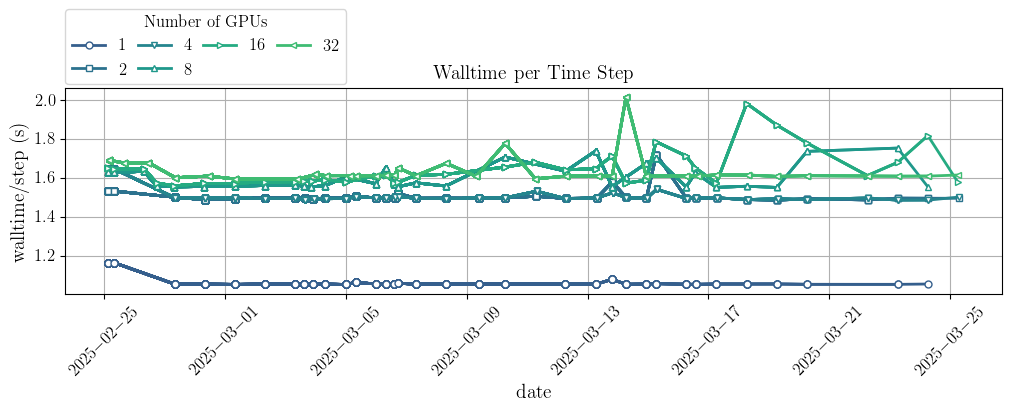 Number of GPUs
1 4 16 32
2 8
Walltime per Time Step
walltime/step (s)
2.0
1.8
1.6
1.4
1.2
2025−02−25 2025−03−01 2025−03−05 2025−03−09 2025−03−13 2025−03−17 2025−03−21 2025−03−25
date